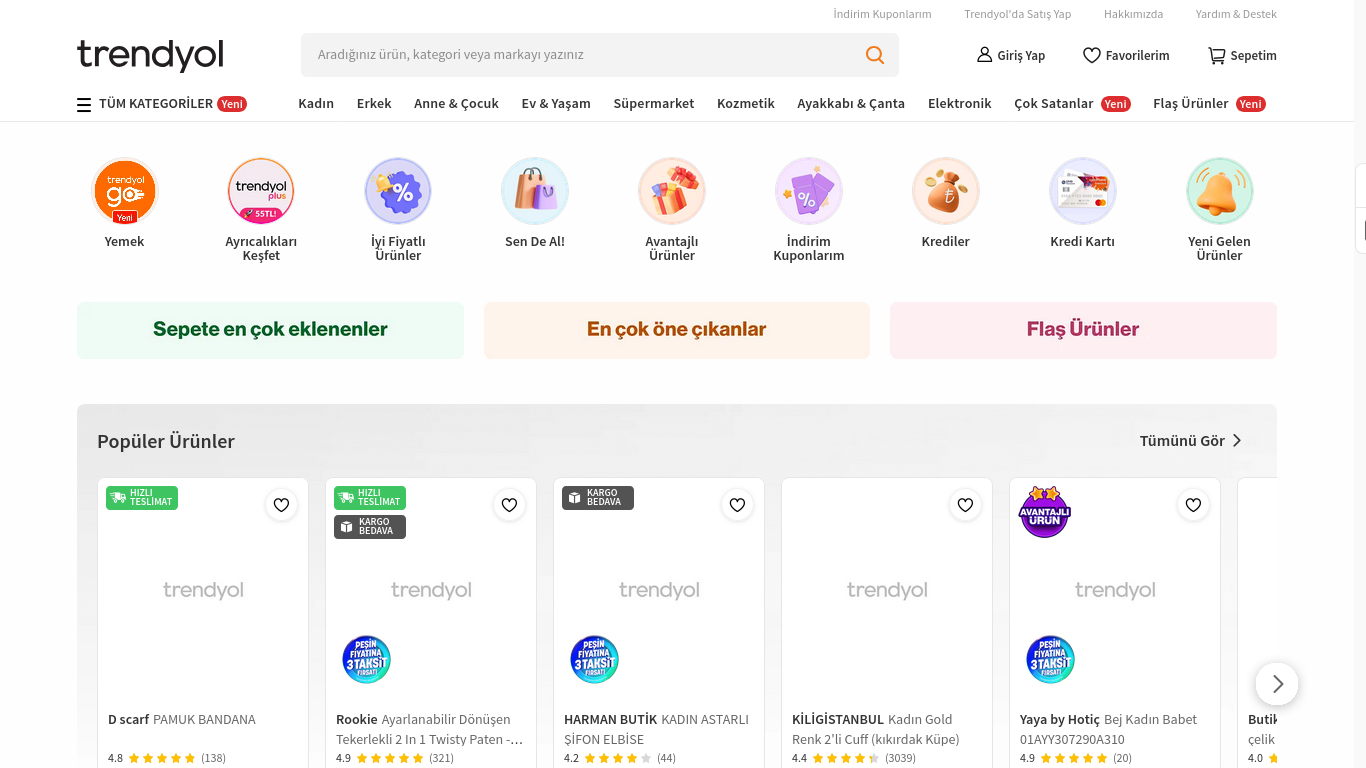 İndirim Kuponlarım Trendyol'da Satış Yap Hakkımızda Yardım & Destek
trendyol
Aradığınız ürün, kategori veya markayı yazınız
Giriş Yap Favorilerim Sepetim
TÜM KATEGORİLER Yeni Kadın Erkek Anne & Çocuk Ev & Yaşam Süpermarket Kozmetik Ayakkabı & Çanta Elektronik Çok Satanlar Yeni Flaş Ürünler Yeni
trendyol
go
Yeni
Yemek
trendyol
plus
55TL!
Ayrıcalıkları
Keşfet
%
İyi Fiyatlı
Ürünler
Sen De Al!
Avantajlı
Ürünler
%
İndirim
Kuponlarım
₺
Krediler
Kredi Kartı
Yeni Gelen
Ürünler
Sepete en çok eklenenler
En çok öne çıkanlar
Flaş Ürünler
Popüler Ürünler
Tümünü Gör
HIZLI
TESLİMAT
trendyol
D scarf PAMUK BANDANA
4.8 (138)
HIZLI
TESLİMAT
KARGO
BEDAVA
trendyol
PEŞİN
FİYATINA
3 TAKSİT
FIRSATI
Rookie Ayarlanabilir Dönüşen
Tekerlekli 2 In 1 Twisty Paten -...
4.9 (321)
KARGO
BEDAVA
trendyol
PEŞİN
FİYATINA
3 TAKSİT
FIRSATI
HARMAN BUTİK KADIN ASTARLI
ŞİFON ELBİSE
4.2 (44)
trendyol
KİLİGİSTANBUL Kadın Gold
Renk 2'li Cuff (kıkırdak Küpe)
4.4 (3039)
AVANTAJLI
ÜRÜN
trendyol
PEŞİN
FİYATINA
3 TAKSİT
FIRSATI
Yaya by Hotiç Bej Kadın Babet
01AYY307290A310
4.9 (20)
Butik
çelik
4.0